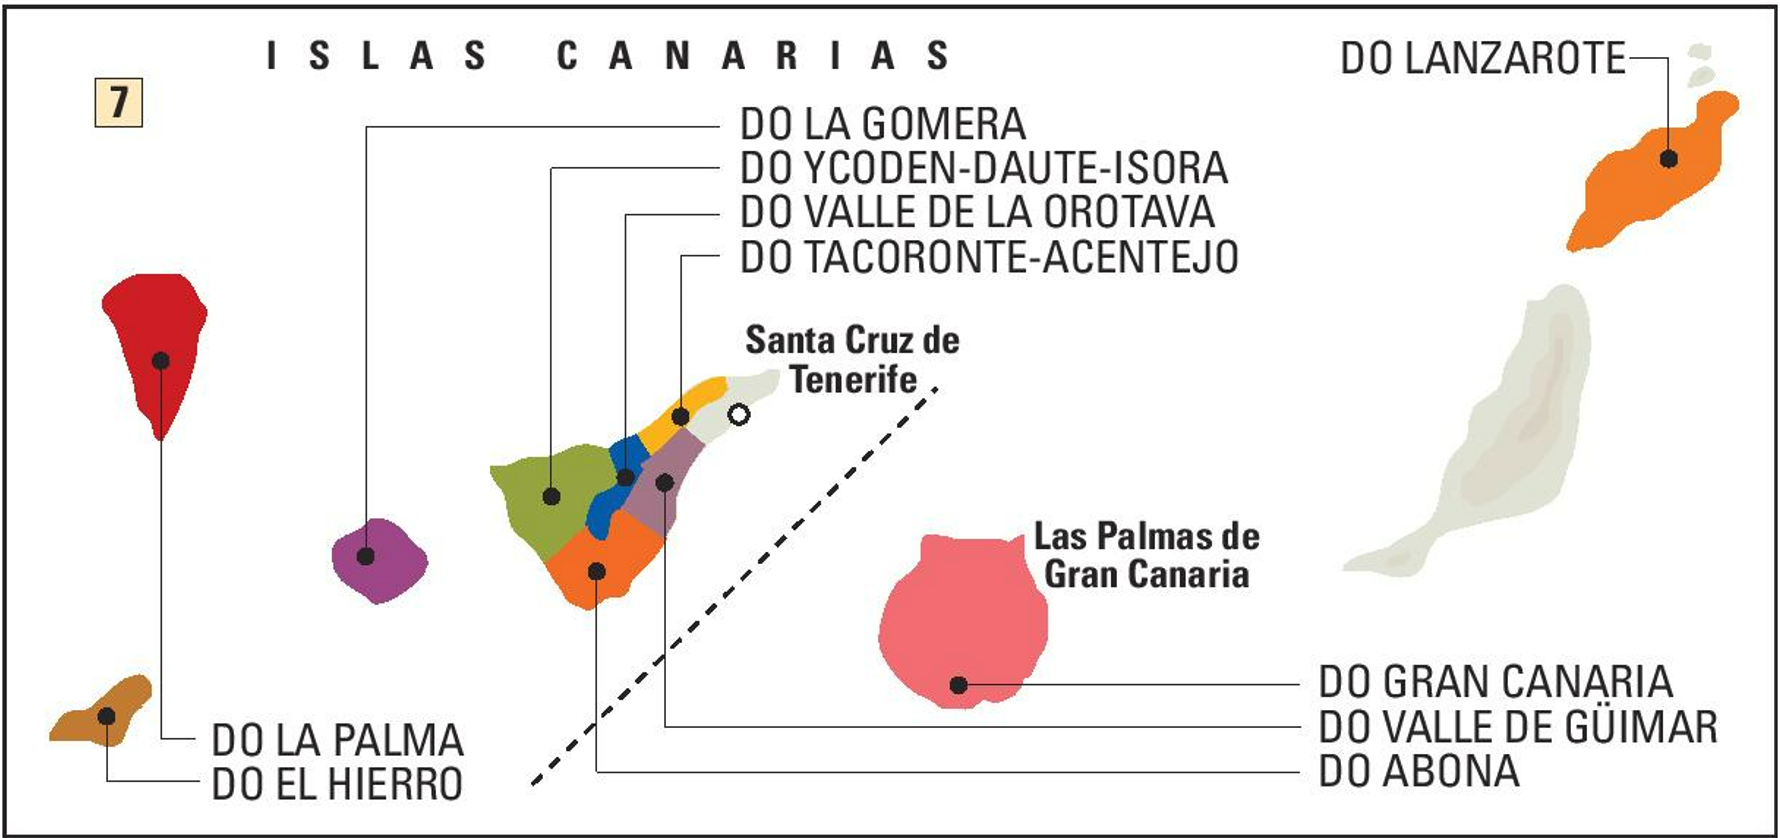 ISLAS CANARIAS
7
DO LANZAROTE
DO LA GOMERA
DO YCODEN-DAUTE-ISORA
DO VALLE DE LA OROTAVA
DO TACORONTE-ACENTEJO
Santa Cruz de
Tenerife
Las Palmas de
Gran Canaria
DO GRAN CANARIA
DO VALLE DE GÜIMAR
DO ABONA
DO LA PALMA
DO EL HIERRO